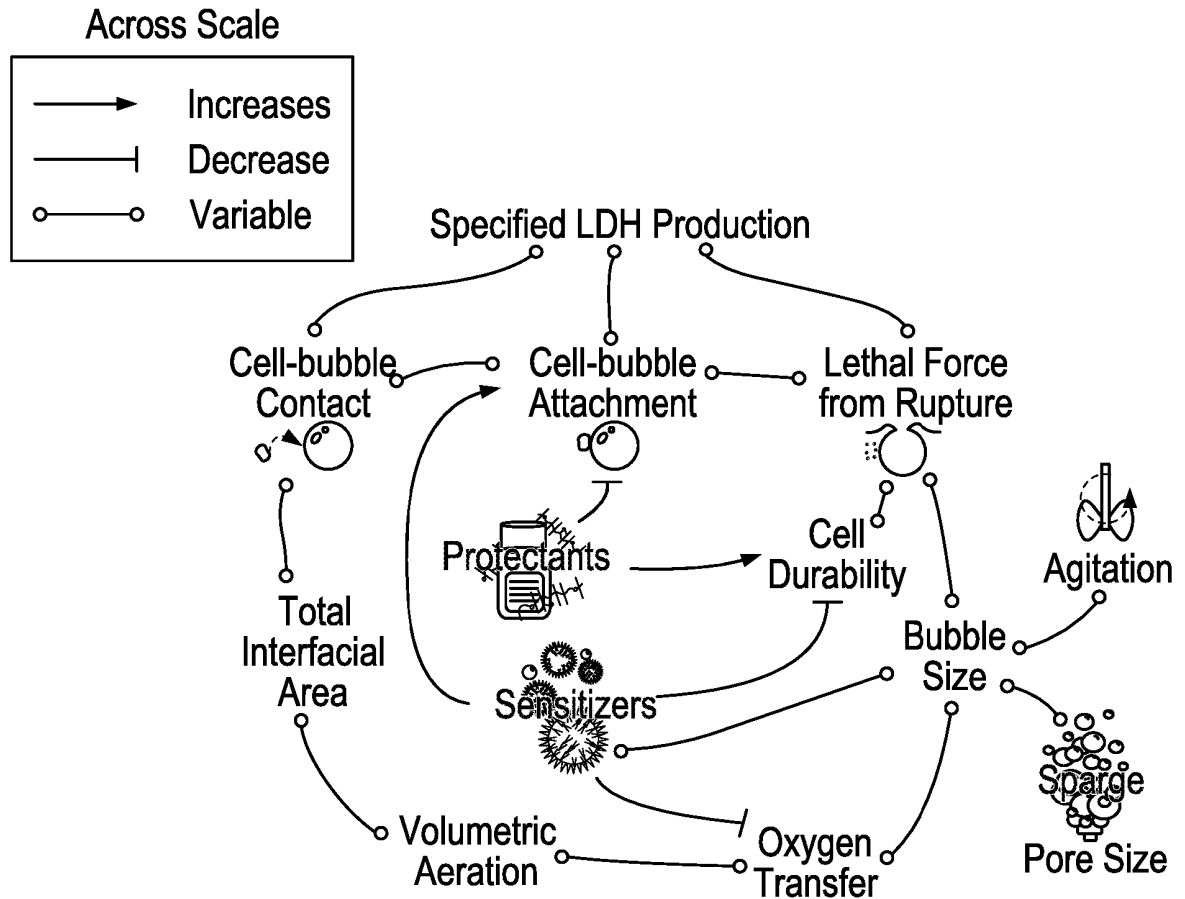 Across Scale
Increases
Decrease
Variable
Specified LDH Production
Cell-bubble
Contact
Cell-bubble
Attachment
Lethal Force
from Rupture
Protectants
Cell
Durability
Agitation
Total
Interfacial
Area
Sensitizers
Bubble
Size
Sparge
Pore Size
Volumetric
Aeration
Oxygen
Transfer